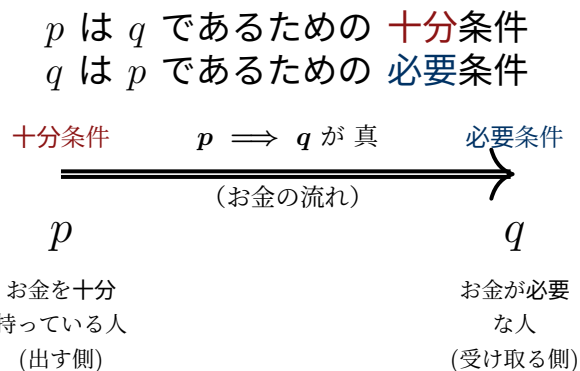 p は q であるための 十分条件
q は p であるための 必要条件
十分条件 p ⟹ q が 真 必要条件
（お金の流れ）
p q
お金を十分 お金が必要
持っている人 な人
(出す側) (受け取る側)